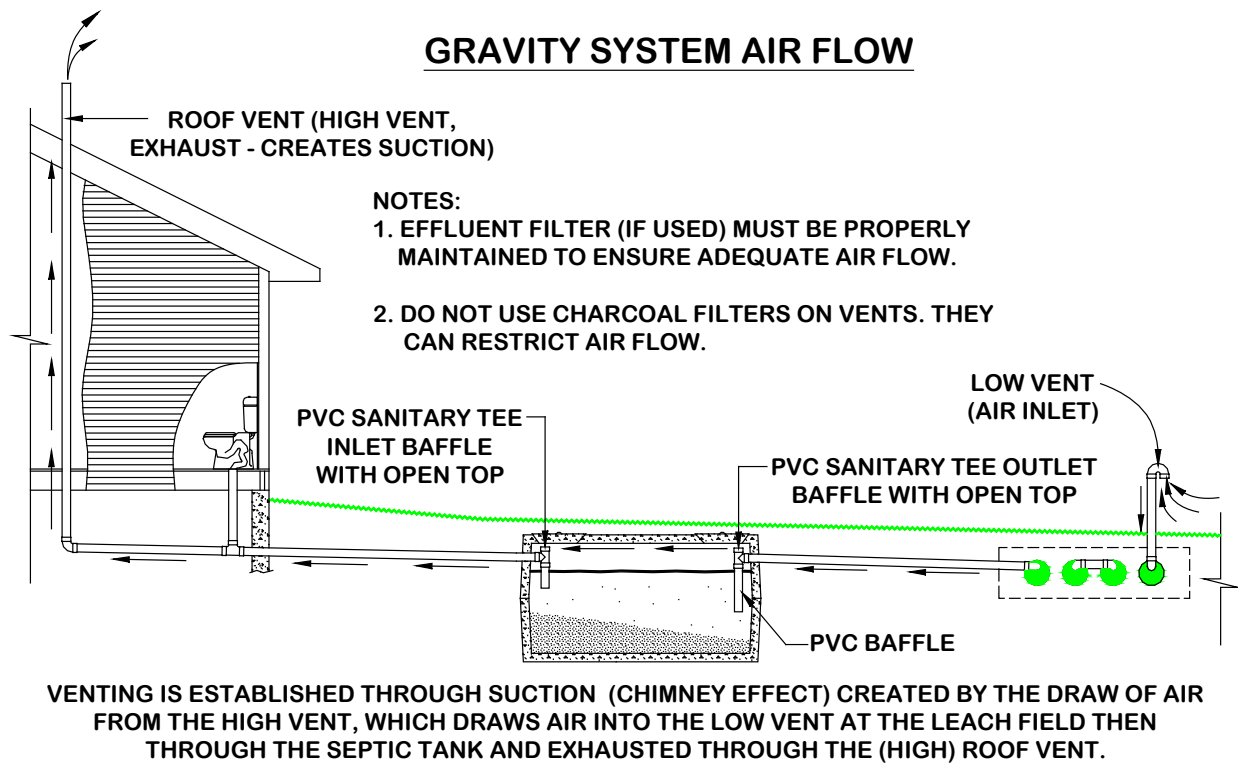 GRAVITY SYSTEM AIR FLOW
ROOF VENT (HIGH VENT,
EXHAUST - CREATES SUCTION)
NOTES:
1. EFFLUENT FILTER (IF USED) MUST BE PROPERLY
MAINTAINED TO ENSURE ADEQUATE AIR FLOW.
2. DO NOT USE CHARCOAL FILTERS ON VENTS. THEY
CAN RESTRICT AIR FLOW.
LOW VENT
(AIR INLET)
PVC SANITARY TEE
INLET BAFFLE
WITH OPEN TOP
PVC SANITARY TEE OUTLET
BAFFLE WITH OPEN TOP
PVC BAFFLE
VENTING IS ESTABLISHED THROUGH SUCTION (CHIMNEY EFFECT) CREATED BY THE DRAW OF AIR
FROM THE HIGH VENT, WHICH DRAWS AIR INTO THE LOW VENT AT THE LEACH FIELD THEN
THROUGH THE SEPTIC TANK AND EXHAUSTED THROUGH THE (HIGH) ROOF VENT.